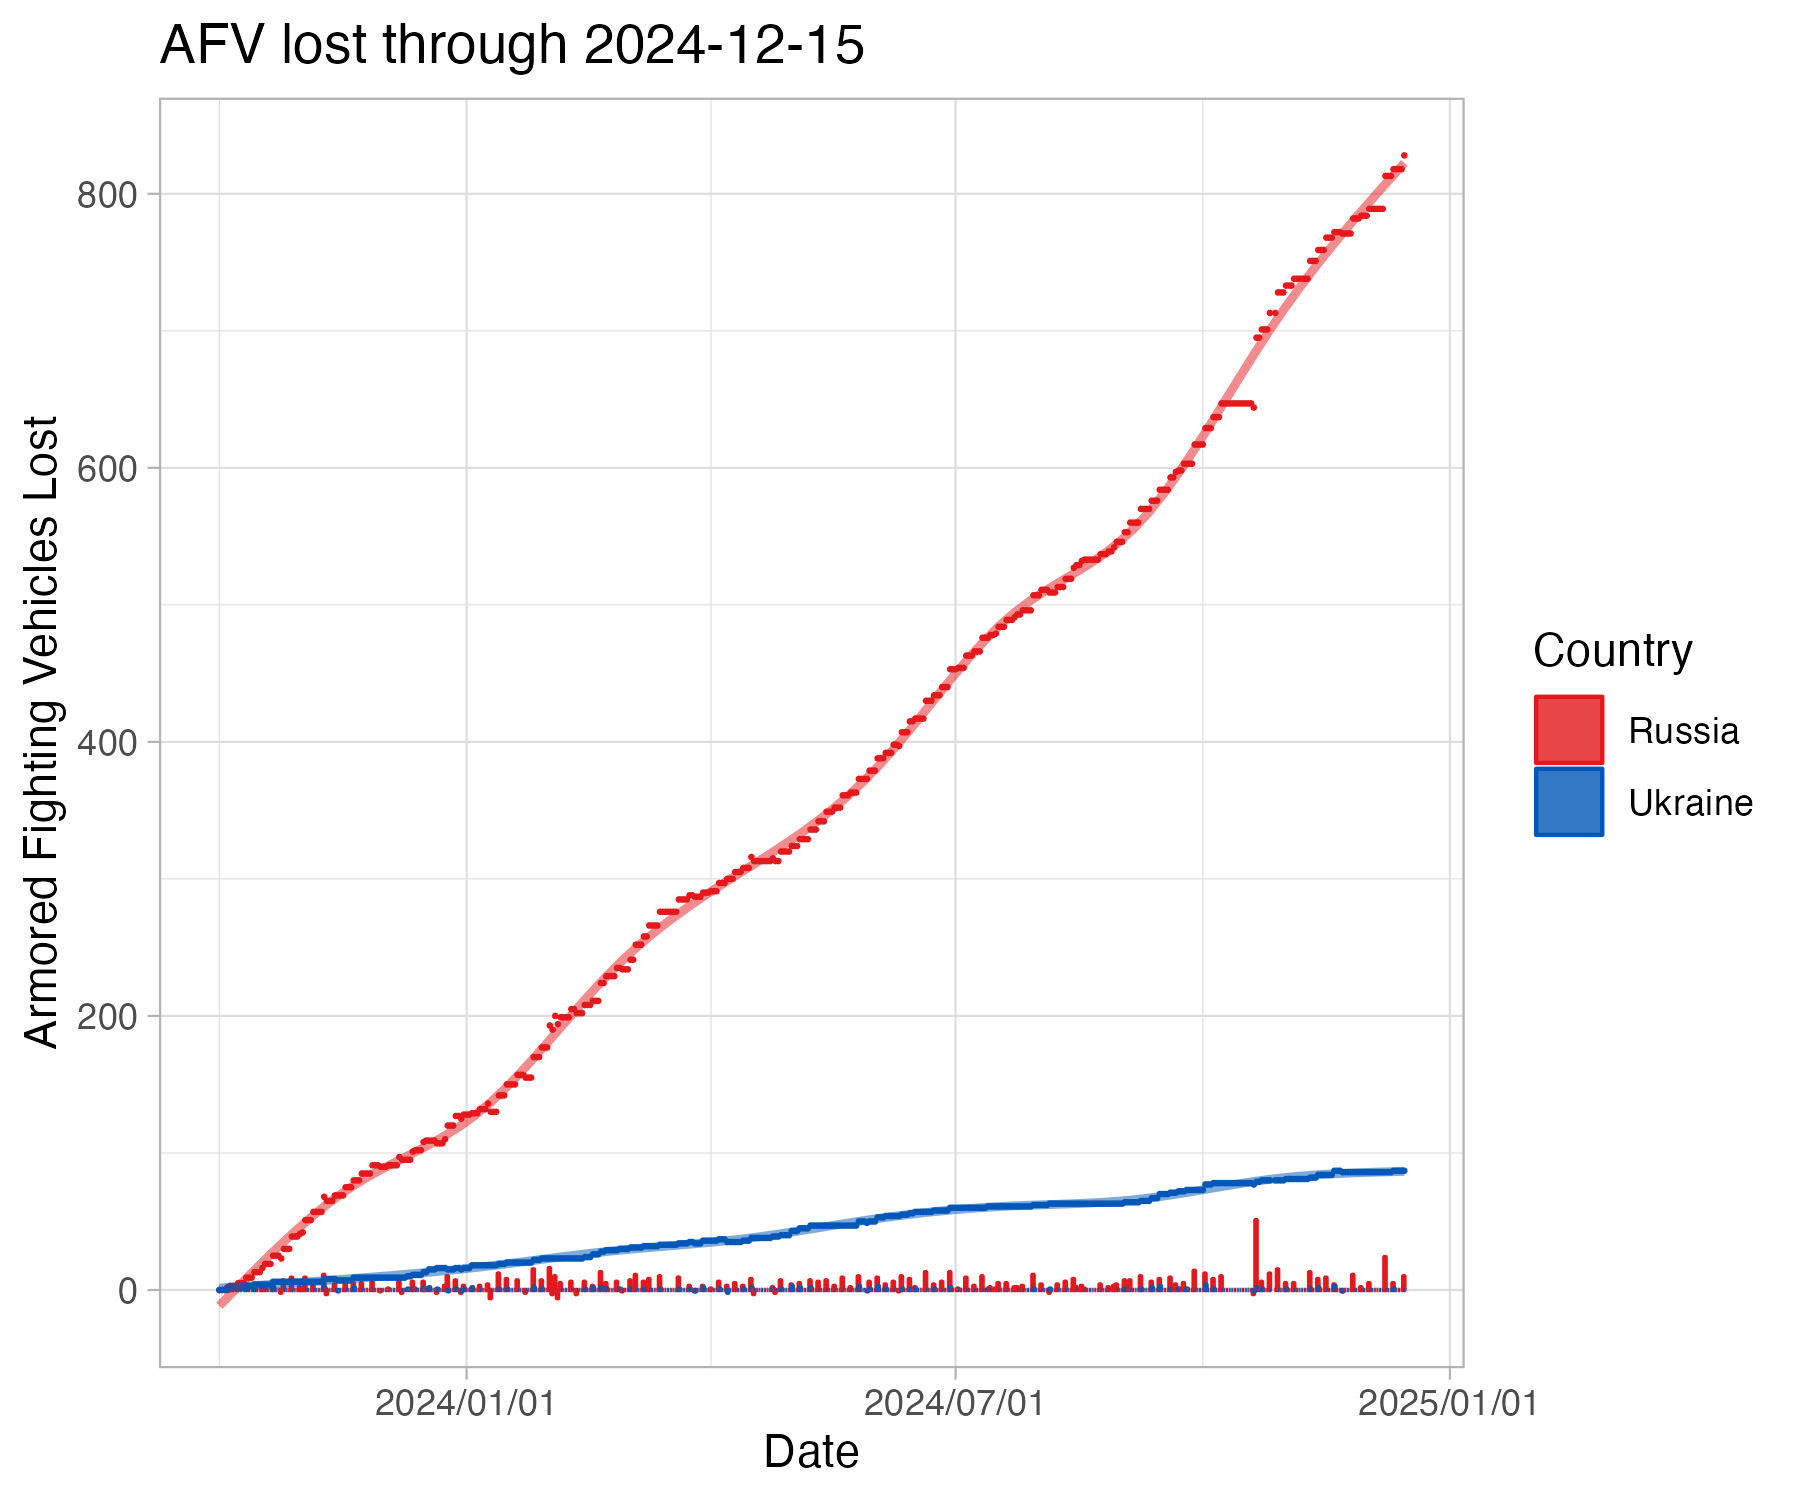 AFV lost through 2024-12-15
Armored Fighting Vehicles Lost
800
600
400
200
0
2024/01/01
2024/07/01
2025/01/01
Date
Country
Russia
Ukraine